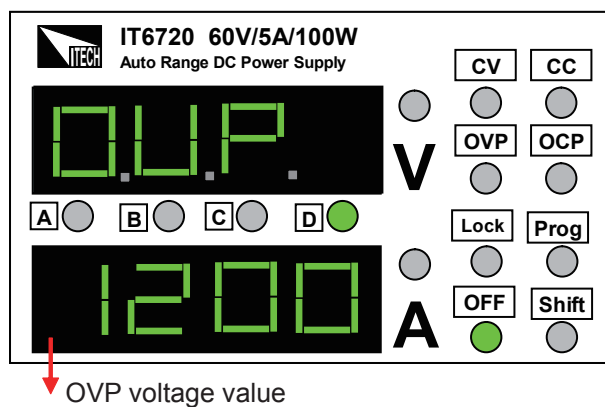 ITECH
IT6720 60V/5A/100W
Auto Range DC Power Supply
O.U.P.
V
CV CC
OVP OCP
A B C D
Lock Prog
1200
A
OFF Shift
OVP voltage value